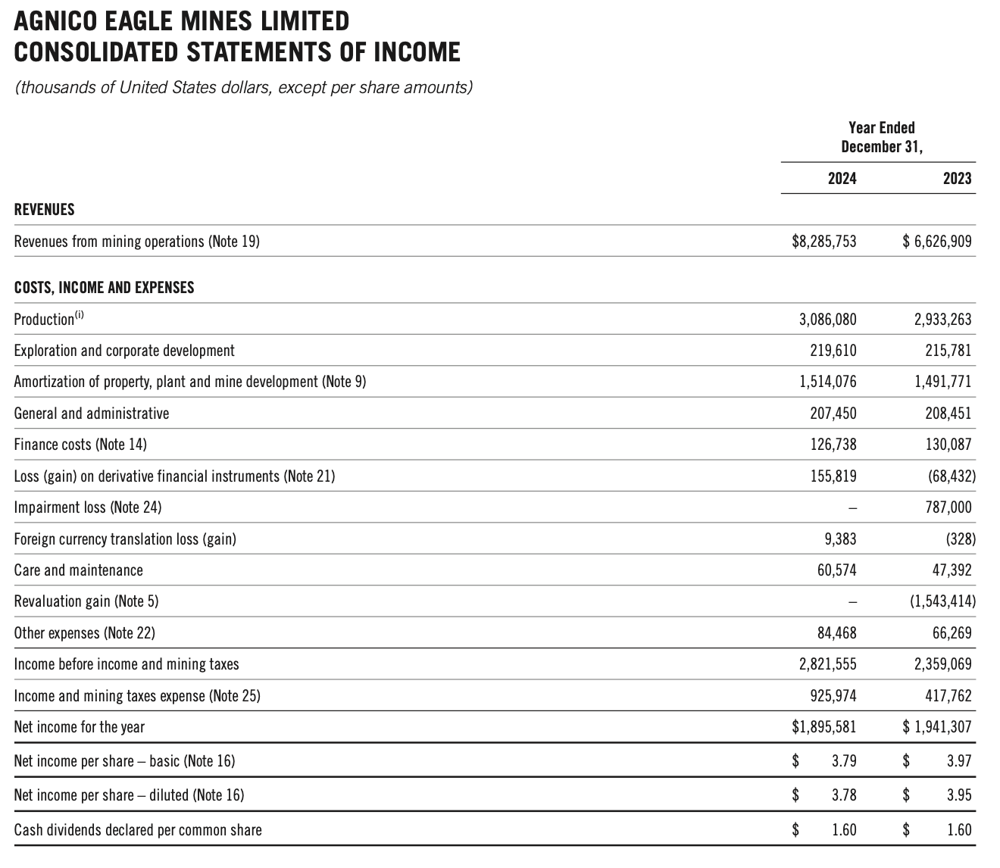 AGNICO EAGLE MINES LIMITED
CONSOLIDATED STATEMENTS OF INCOME
(thousands of United States dollars, except per share amounts)
Year Ended
December 31,
2024 2023
REVENUES
Revenues from mining operations (Note 19) $8,285,753 $ 6,626,909
COSTS, INCOME AND EXPENSES
Production(i) 3,086,080 2,933,263
Exploration and corporate development 219,610 215,781
Amortization of property, plant and mine development (Note 9) 1,514,076 1,491,771
General and administrative 207,450 208,451
Finance costs (Note 14) 126,738 130,087
Loss (gain) on derivative financial instruments (Note 21) 155,819 (68,432)
Impairment loss (Note 24) – 787,000
Foreign currency translation loss (gain) 9,383 (328)
Care and maintenance 60,574 47,392
Revaluation gain (Note 5) – (1,543,414)
Other expenses (Note 22) 84,468 66,269
Income before income and mining taxes 2,821,555 2,359,069
Income and mining taxes expense (Note 25) 925,974 417,762
Net income for the year $1,895,581 $ 1,941,307
Net income per share – basic (Note 16) $ 3.79 $ 3.97
Net income per share – diluted (Note 16) $ 3.78 $ 3.95
Cash dividends declared per common share $ 1.60 $ 1.60